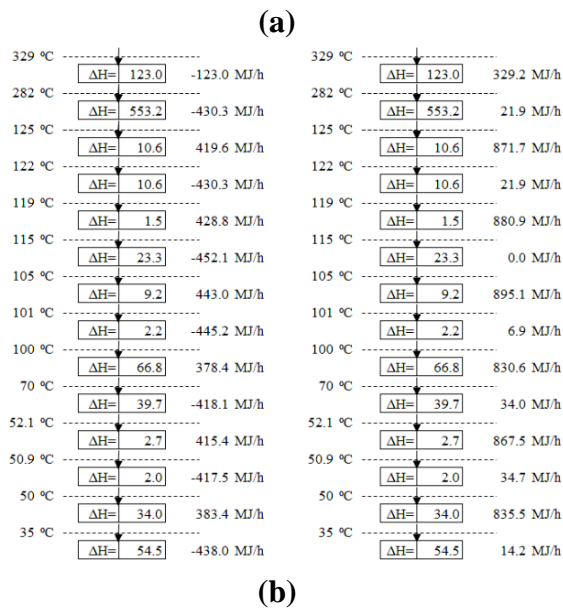 (a)
329 ºC 329 ºC
ΔH= 123.0 -123.0 MJ/h ΔH= 123.0 329.2 MJ/h
282 ºC 282 ºC
ΔH= 553.2 -430.3 MJ/h ΔH= 553.2 21.9 MJ/h
125 ºC 125 ºC
ΔH= 10.6 419.6 MJ/h ΔH= 10.6 871.7 MJ/h
122 ºC 122 ºC
ΔH= 10.6 -430.3 MJ/h ΔH= 10.6 21.9 MJ/h
119 ºC 119 ºC
ΔH= 1.5 428.8 MJ/h ΔH= 1.5 880.9 MJ/h
115 ºC 115 ºC
ΔH= 23.3 -452.1 MJ/h ΔH= 23.3 0.0 MJ/h
105 ºC 105 ºC
ΔH= 9.2 443.0 MJ/h ΔH= 9.2 895.1 MJ/h
101 ºC 101 ºC
ΔH= 2.2 -445.2 MJ/h ΔH= 2.2 6.9 MJ/h
100 ºC 100 ºC
ΔH= 66.8 378.4 MJ/h ΔH= 66.8 830.6 MJ/h
70 ºC 70 ºC
ΔH= 39.7 -418.1 MJ/h ΔH= 39.7 34.0 MJ/h
52.1 ºC 52.1 ºC
ΔH= 2.7 415.4 MJ/h ΔH= 2.7 867.5 MJ/h
50.9 ºC 50.9 ºC
ΔH= 2.0 -417.5 MJ/h ΔH= 2.0 34.7 MJ/h
50 ºC 50 ºC
ΔH= 34.0 383.4 MJ/h ΔH= 34.0 835.5 MJ/h
35 ºC 35 ºC
ΔH= 54.5 -438.0 MJ/h ΔH= 54.5 14.2 MJ/h
(b)